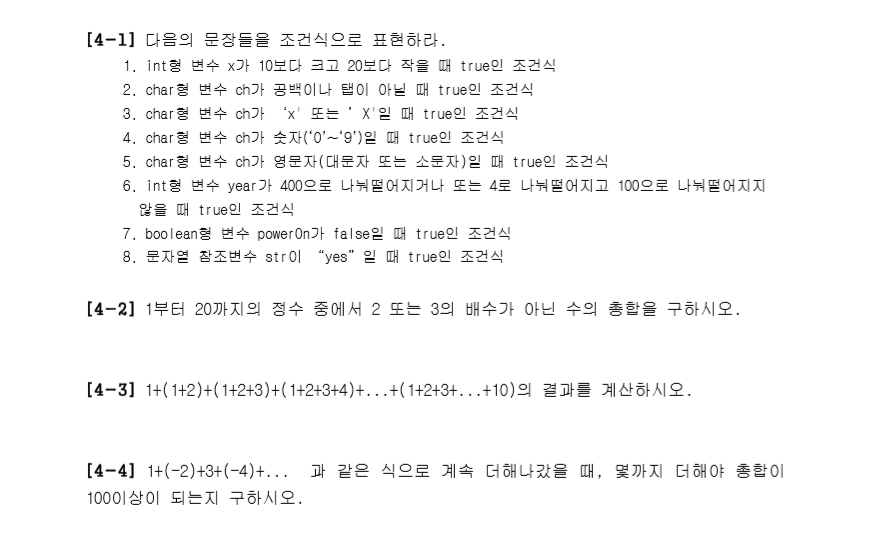 [4-1] 다음의 문장들을 조건식으로 표현하라.
1. int형 변수 x가 10보다 크고 20보다 작을 때 true인 조건식
2. char형 변수 ch가 공백이나 탭이 아닐 때 true인 조건식
3. char형 변수 ch가 ‘x' 또는 ’X'일 때 true인 조건식
4. char형 변수 ch가 숫자(‘0’~‘9’)일 때 true인 조건식
5. char형 변수 ch가 영문자(대문자 또는 소문자)일 때 true인 조건식
6. int형 변수 year가 400으로 나눠떨어지거나 또는 4로 나눠떨어지고 100으로 나눠떨어지지
않을 때 true인 조건식
7. boolean형 변수 powerOn가 false일 때 true인 조건식
8. 문자열 참조변수 str이 “yes”일 때 true인 조건식
[4-2] 1부터 20까지의 정수 중에서 2 또는 3의 배수가 아닌 수의 총합을 구하시오.
[4-3] 1+(1+2)+(1+2+3)+(1+2+3+4)+...+(1+2+3+...+10)의 결과를 계산하시오.
[4-4] 1+(-2)+3+(-4)+... 과 같은 식으로 계속 더해나갔을 때, 몇까지 더해야 총합이
100이상이 되는지 구하시오.